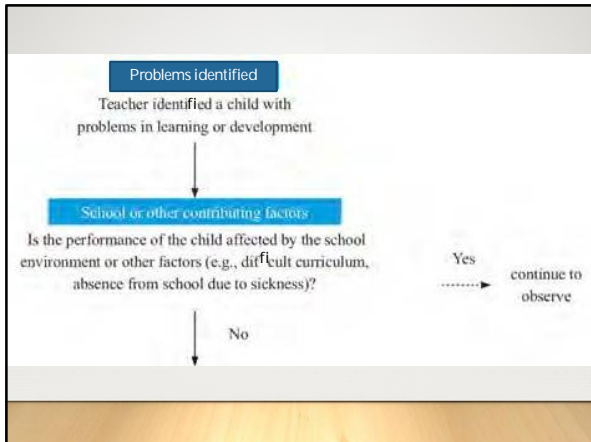 Problems identified
Teacher identified a child with
problems in learning or development
School or other contributing factors
Is the performance of the child affected by the school
environment or other factors (e.g., difficult curriculum,
absence from school due to sickness)?
Yes
continue to
observe
No